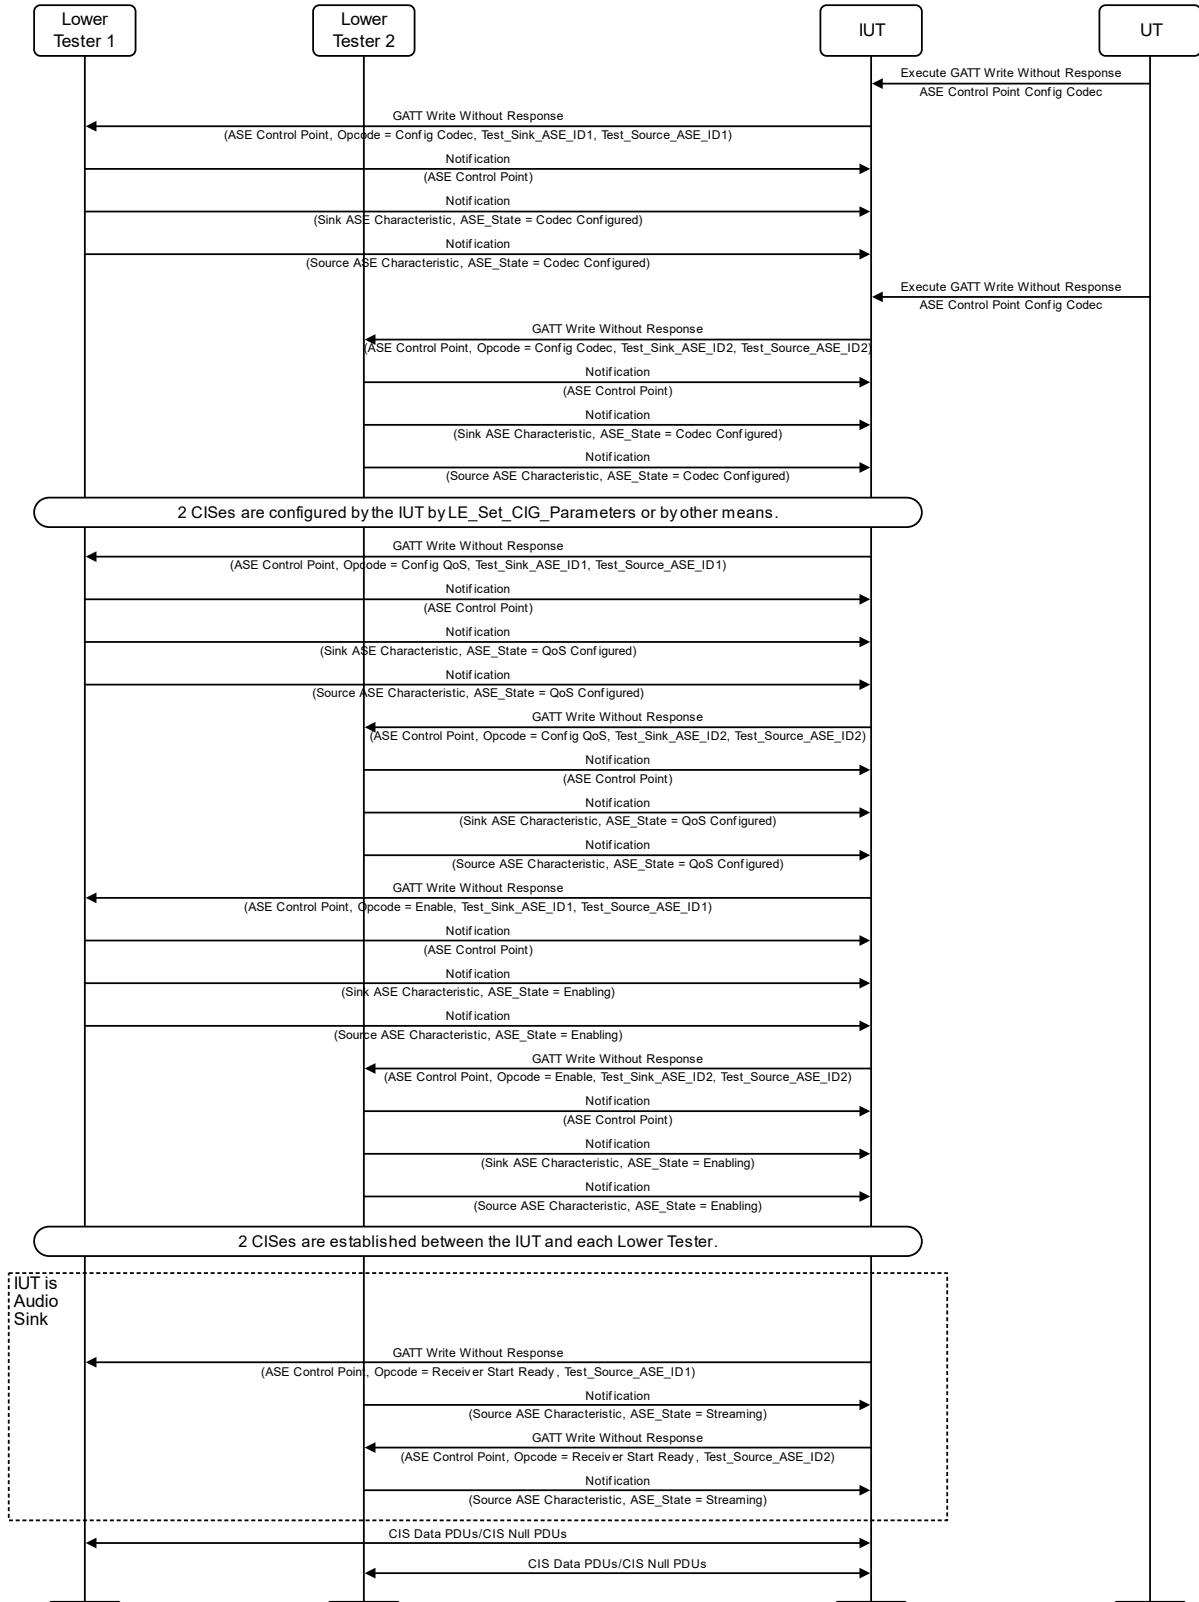 Lower
Tester 1
Lower
Tester 2
IUT
UT
Execute GATT Write Without Response
ASE Control Point Config Codec
GATT Write Without Response
(ASE Control Point, Opcode = Config Codec, Test_Sink_ASE_ID1, Test_Source_ASE_ID1)
Notification
(ASE Control Point)
Notification
(Sink ASE Characteristic, ASE_State = Codec Configured)
Notification
(Source ASE Characteristic, ASE_State = Codec Configured)
Execute GATT Write Without Response
ASE Control Point Config Codec
GATT Write Without Response
(ASE Control Point, Opcode = Config Codec, Test_Sink_ASE_ID2, Test_Source_ASE_ID2)
Notification
(ASE Control Point)
Notification
(Sink ASE Characteristic, ASE_State = Codec Configured)
Notification
(Source ASE Characteristic, ASE_State = Codec Configured)
2 CISes are configured by the IUT by LE_Set_CIG_Parameters or by other means.
GATT Write Without Response
(ASE Control Point, Opcode = Config QoS, Test_Sink_ASE_ID1, Test_Source_ASE_ID1)
Notification
(ASE Control Point)
Notification
(Sink ASE Characteristic, ASE_State = QoS Configured)
Notification
(Source ASE Characteristic, ASE_State = QoS Configured)
GATT Write Without Response
(ASE Control Point, Opcode = Config QoS, Test_Sink_ASE_ID2, Test_Source_ASE_ID2)
Notification
(ASE Control Point)
Notification
(Sink ASE Characteristic, ASE_State = QoS Configured)
Notification
(Source ASE Characteristic, ASE_State = QoS Configured)
GATT Write Without Response
(ASE Control Point, Opcode = Enable, Test_Sink_ASE_ID1, Test_Source_ASE_ID1)
Notification
(ASE Control Point)
Notification
(Sink ASE Characteristic, ASE_State = Enabling)
Notification
(Source ASE Characteristic, ASE_State = Enabling)
GATT Write Without Response
(ASE Control Point, Opcode = Enable, Test_Sink_ASE_ID2, Test_Source_ASE_ID2)
Notification
(ASE Control Point)
Notification
(Sink ASE Characteristic, ASE_State = Enabling)
Notification
(Source ASE Characteristic, ASE_State = Enabling)
2 CISes are established between the IUT and each Lower Tester.
IUT is
Audio
Sink
GATT Write Without Response
(ASE Control Point, Opcode = Receiver Start Ready, Test_Source_ASE_ID1)
Notification
(Source ASE Characteristic, ASE_State = Streaming)
GATT Write Without Response
(ASE Control Point, Opcode = Receiver Start Ready, Test_Source_ASE_ID2)
Notification
(Source ASE Characteristic, ASE_State = Streaming)
CIS Data PDUs/CIS Null PDUs
CIS Data PDUs/CIS Null PDUs